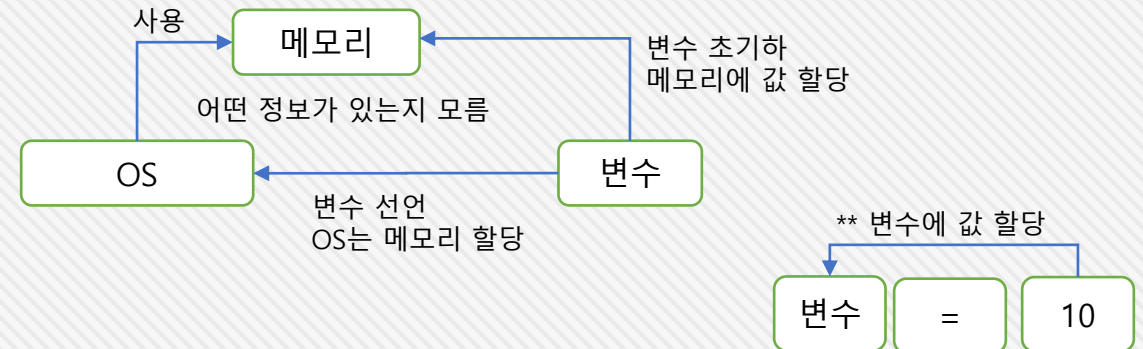 사용
메모리
변수 초기하
메모리에 값 할당
어떤 정보가 있는지 모름
OS
변수
변수 선언
OS는 메모리 할당
** 변수에 값 할당
변수
=
10